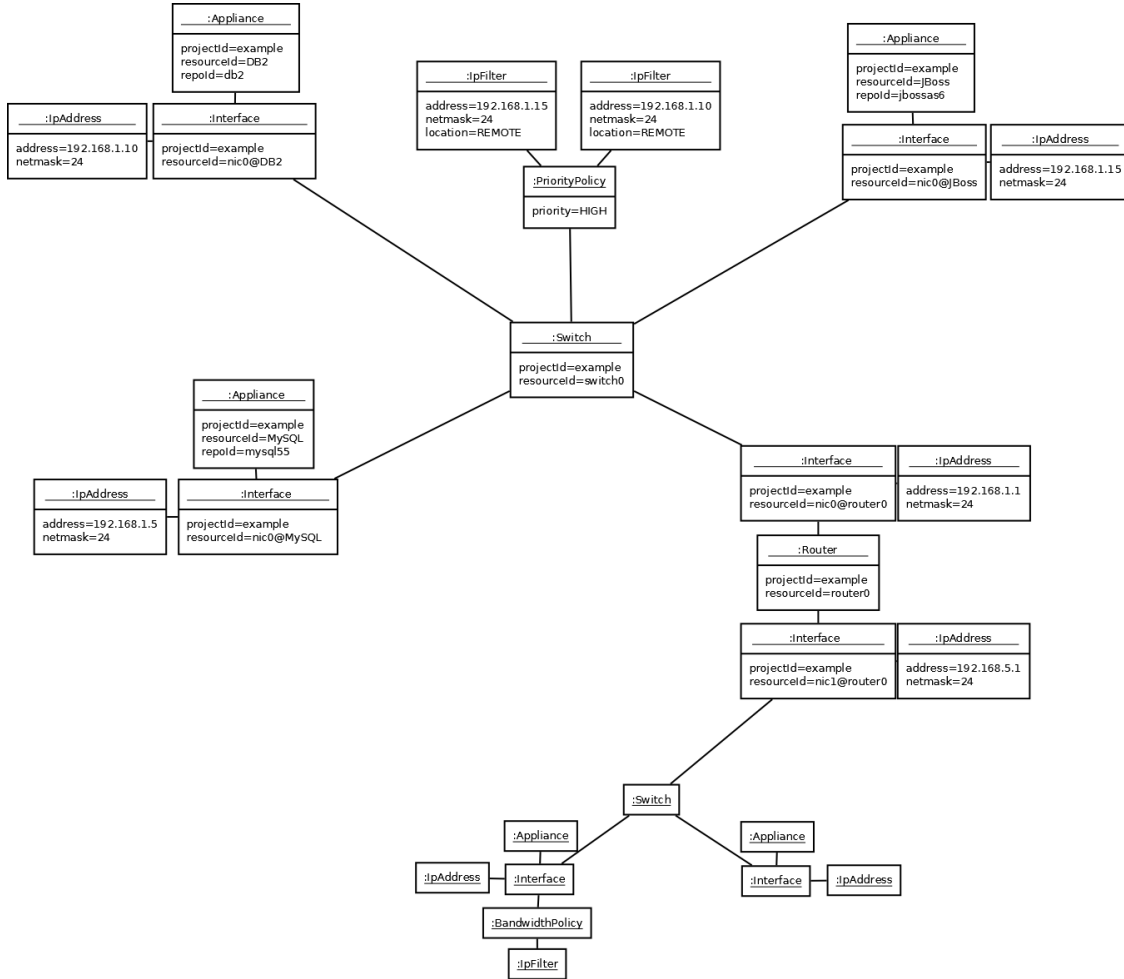 :Appliance
projectId=example
resourceId=DB2
repoId=db2
:IpAddress
address=192.168.1.10
netmask=24
:Interface
projectId=example
resourceId=nic0@DB2
:IpFilter
address=192.168.1.15
netmask=24
location=REMOTE
:IpFilter
address=192.168.1.10
netmask=24
location=REMOTE
:PriorityPolicy
priority=HIGH
:Appliance
projectId=example
resourceId=JBoss
repoId=jbossas6
:Interface
projectId=example
resourceId=nic0@JBoss
:IpAddress
address=192.168.1.15
netmask=24
:Switch
projectId=example
resourceId=switch0
:Appliance
projectId=example
resourceId=MySQL
repoId=mysql55
:IpAddress
address=192.168.1.5
netmask=24
:Interface
projectId=example
resourceId=nic0@MySQL
:Interface
projectId=example
resourceId=nic0@router0
:IpAddress
address=192.168.1.1
netmask=24
:Router
projectId=example
resourceId=router0
:Interface
projectId=example
resourceId=nic1@router0
:IpAddress
address=192.168.5.1
netmask=24
:Switch
:Appliance
:IpAddress
:Interface
:BandwidthPolicy
:IpFilter
:Appliance
:Interface
:IpAddress